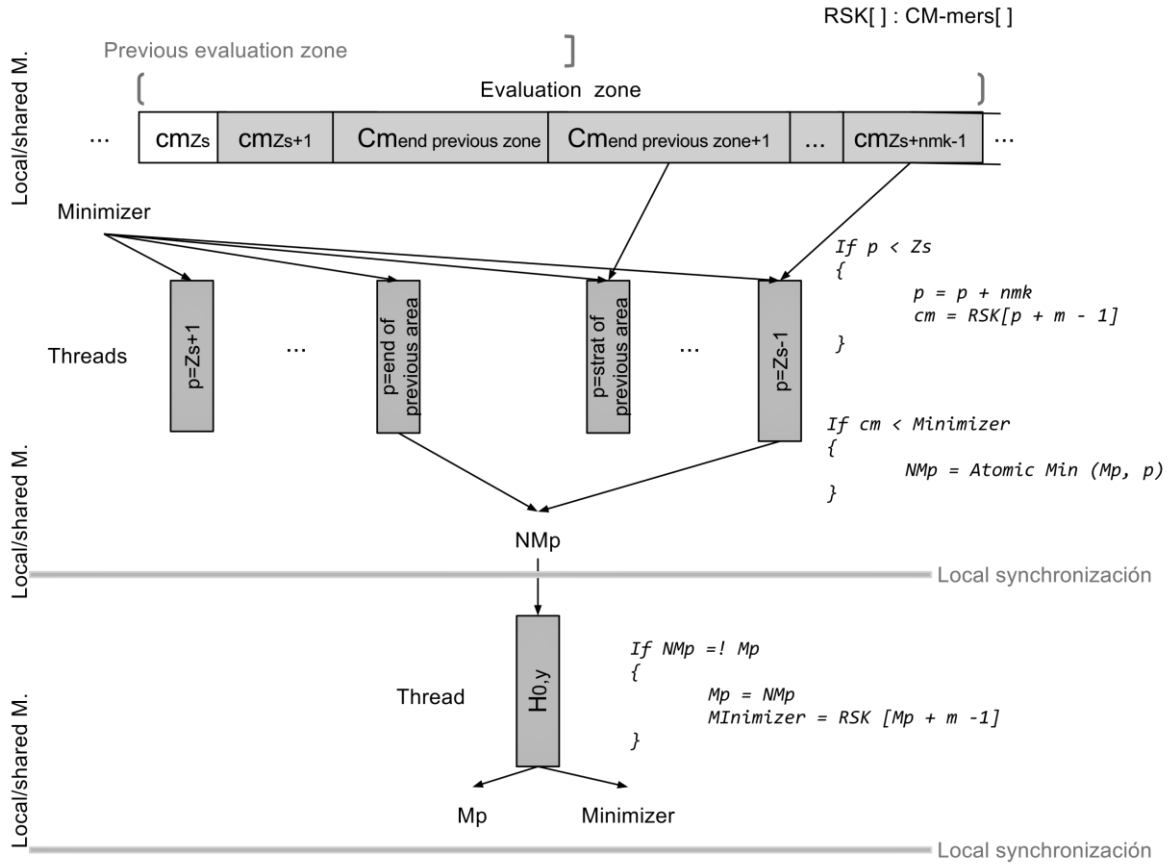 RSK[ ] : CM-mers[ ]
Previous evaluation zone
Evaluation zone
Local/shared M.
... cmZs cmZs+1 Cmend previous zone Cmend previous zone+1 ... cmZs+nmk-1 ...
Minimizer
If p < Zs
{
p = p + nmk
cm = RSK[p + m - 1]
}
Threads
p=Zs+1
...
p=end of
previous area
p=strat of
previous area
...
p=Zs-1
If cm < Minimizer
{
NMp = Atomic Min (Mp, p)
}
Local/shared M.
NMp
Local synchronización
If NMp =! Mp
{
Mp = NMp
MInimizer = RSK [Mp + m -1]
}
Thread
H0,y
Local/shared M.
Mp
Minimizer
Local synchronización